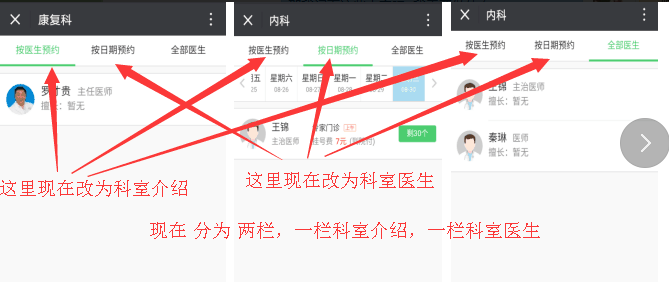 康复科
按医生预约 按日期预约 全部医生
罗才贵 主任医师
擅长：暂无
内科
按医生预约 按日期预约 全部医生
星期六 星期日 星期一 星期二
25 08-26 08-28 08-29 08-30
王锦 专家门诊 上午
主治医师 挂号费 7元
剩30个
内科
按医生预约 按日期预约 全部医生
王锦 主治医师
擅长：暂无
秦琳 医师
擅长：暂无
这里现在改为科室介绍
这里现在改为科室医生
现在 分为 两栏，一栏科室介绍，一栏科室医生